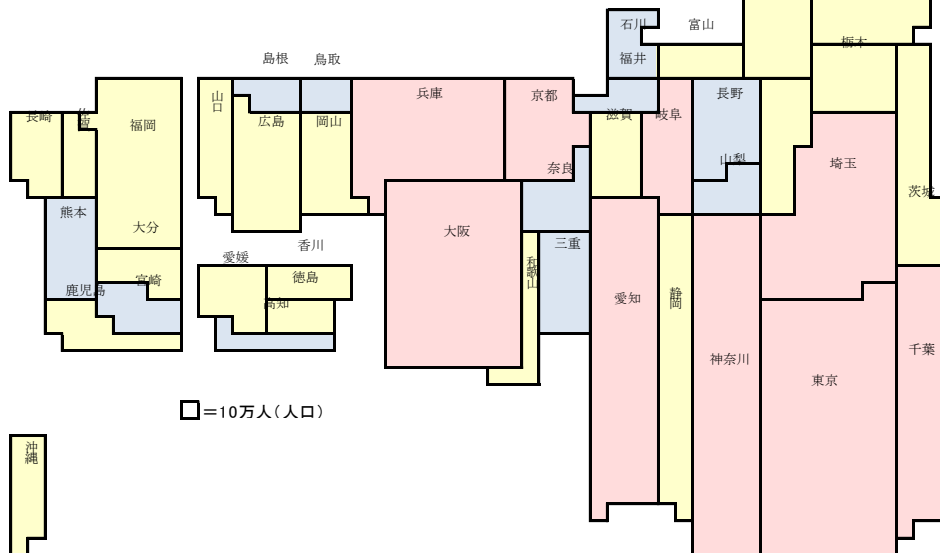 石川
富山
栃木
福井
島根
鳥取
兵庫
京都
長野
山口
長崎
佐賀
福岡
広島
岡山
滋賀
岐阜
山梨
埼玉
奈良
茨城
熊本
大分
大阪
香川
三重
愛媛
和歌山
徳島
宮崎
鹿児島
高知
愛知
静岡
神奈川
千葉
東京
=10万人(人口)
沖縄